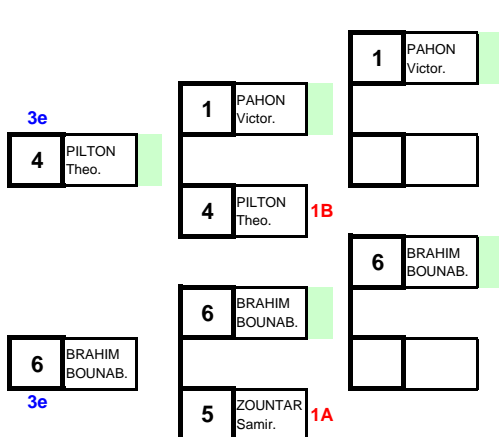 1
PAHON
Victor.
1
PAHON
Victor.
3e
4
PILTON
Theo.
4
PILTON
Theo.
1B
6
BRAHIM
BOUNAB.
6
BRAHIM
BOUNAB.
6
BRAHIM
BOUNAB.
3e
5
ZOUNTAR
Samir.
1A